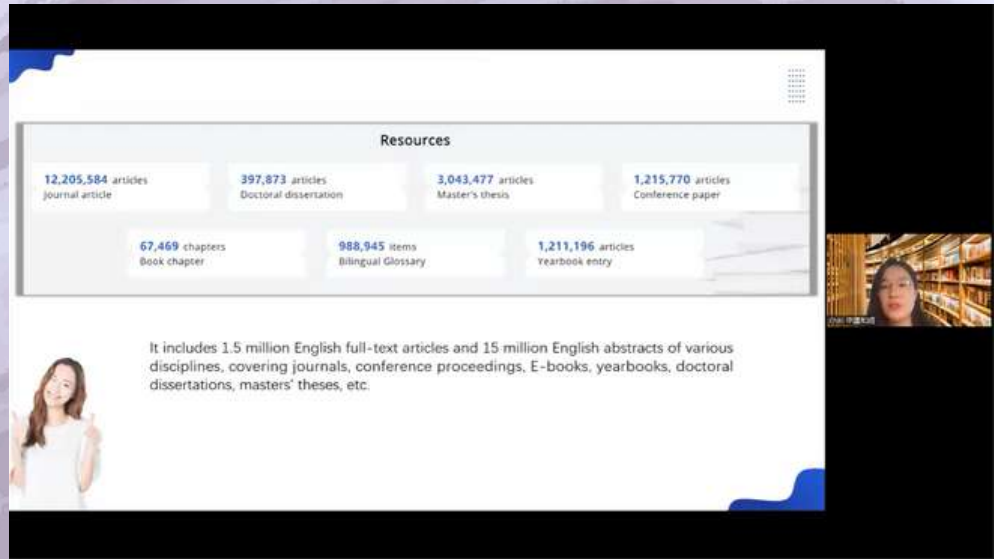 Resources
12,205,584 articles
Journal article
397,873 articles
Doctoral dissertation
3,043,477 articles
Master's thesis
1,215,770 articles
Conference paper
67,469 chapters
Book chapter
988,945 items
Bilingual Glossary
1,211,196 articles
Yearbook entry
It includes 1.5 million English full-text articles and 15 million English abstracts of various
disciplines, covering journals, conference proceedings, E-books, yearbooks, doctoral
dissertations, masters' theses, etc.